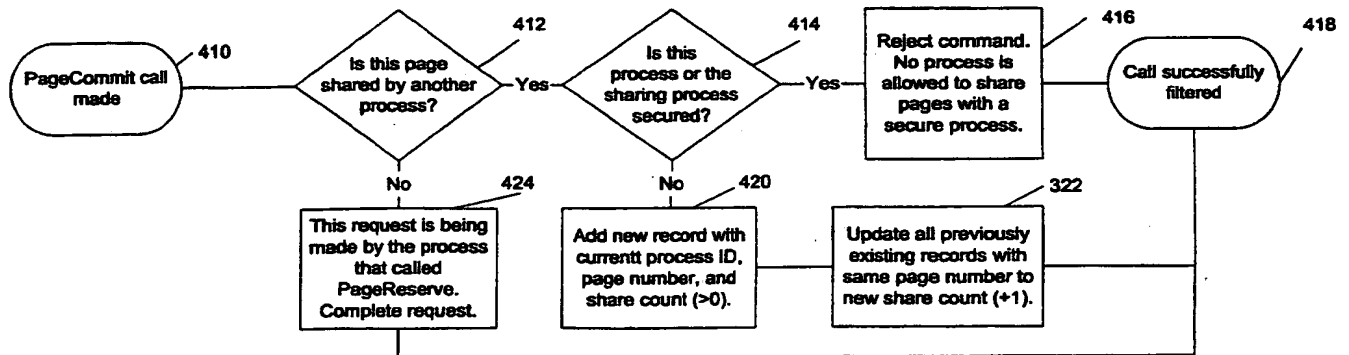 410
PageCommit call
made
412
Is this page
shared by another
process?
Yes
414
Is this
process or the
sharing process
secured?
Yes
416
Reject command.
No process is
allowed to share
pages with a
secure process.
418
Call successfully
filtered
No
424
This request is being
made by the process
that called
PageReserve.
Complete request.
No
420
Add new record with
currentt process ID,
page number, and
share count (>0).
322
Update all previously
existing records with
same page number to
new share count (+1).